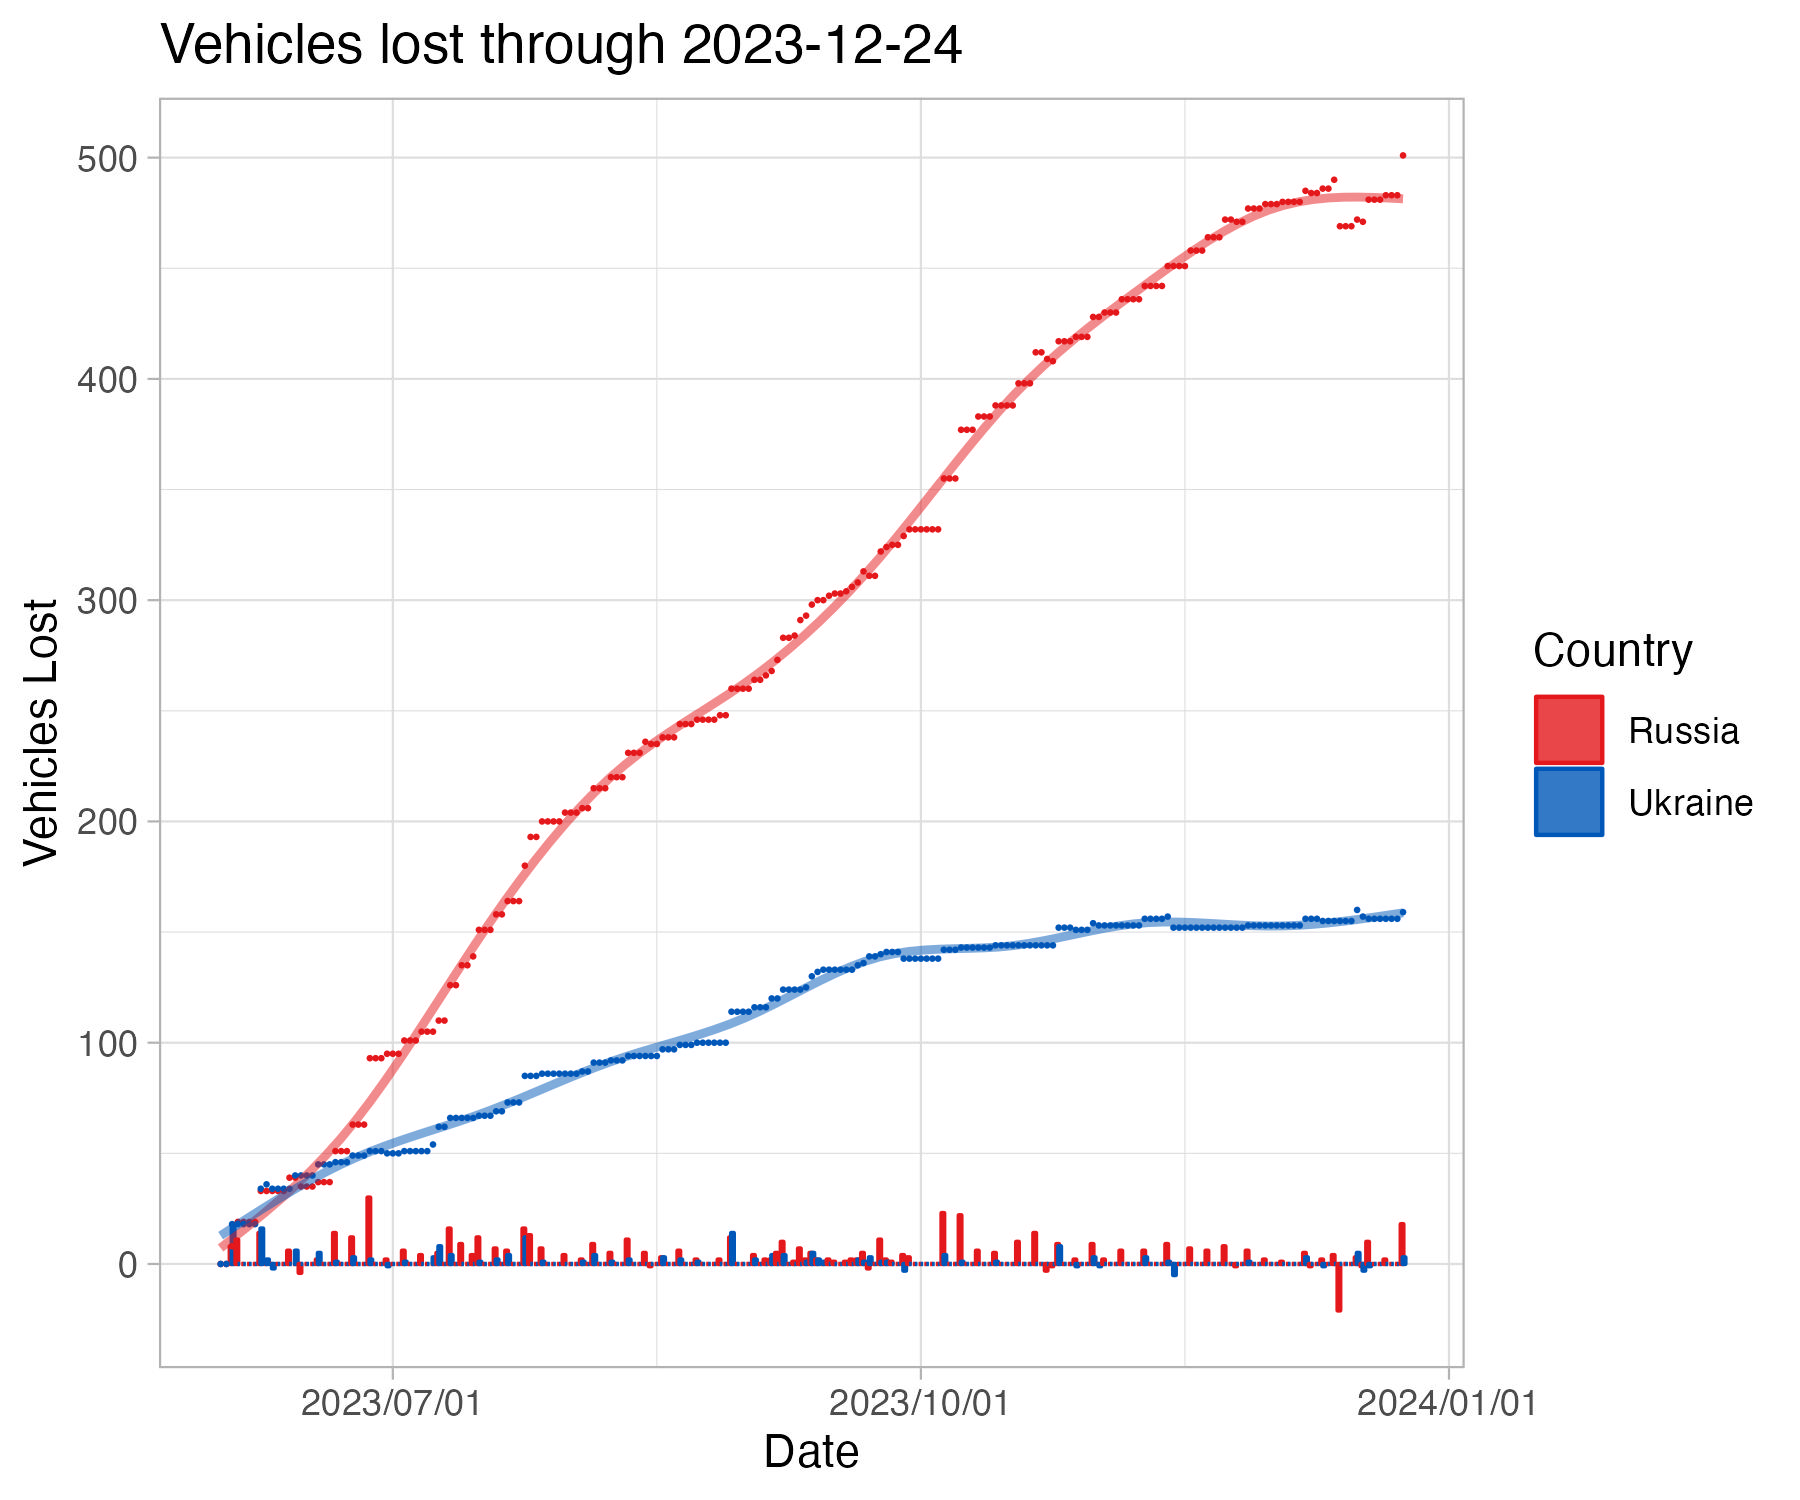 Vehicles lost through 2023-12-24
Vehicles Lost
500
400
300
200
100
0
2023/07/01
2023/10/01
2024/01/01
Date
Country
Russia
Ukraine